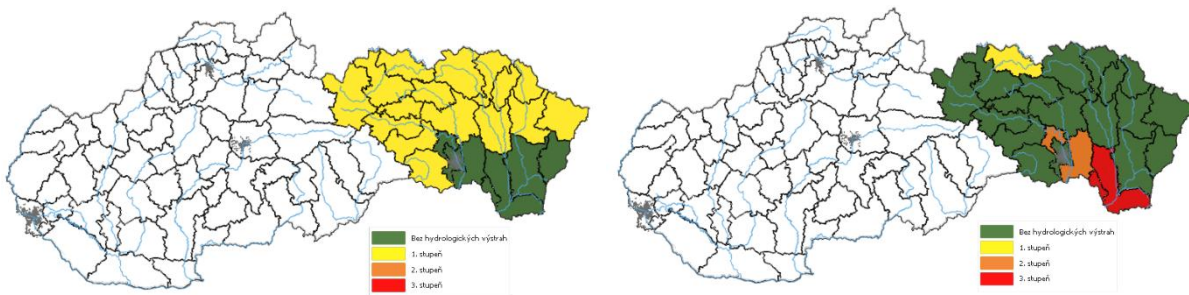 Bez hydrologických výstrah
1. stupeň
2. stupeň
3. stupeň
Bez hydrologických výstrah
1. stupeň
2. stupeň
3. stupeň